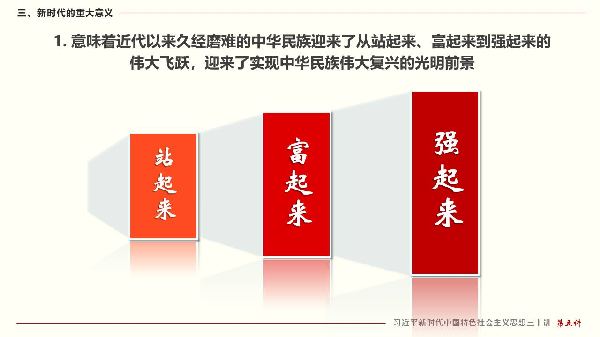 三、新时代的重大意义
1. 意味着近代以来久经磨难的中华民族迎来了从站起来、富起来到强起来的
伟大飞跃，迎来了实现中华民族伟大复兴的光明前景
站起来
富起来
强起来
习近平新时代中国特色社会主义思想三十讲 第五讲